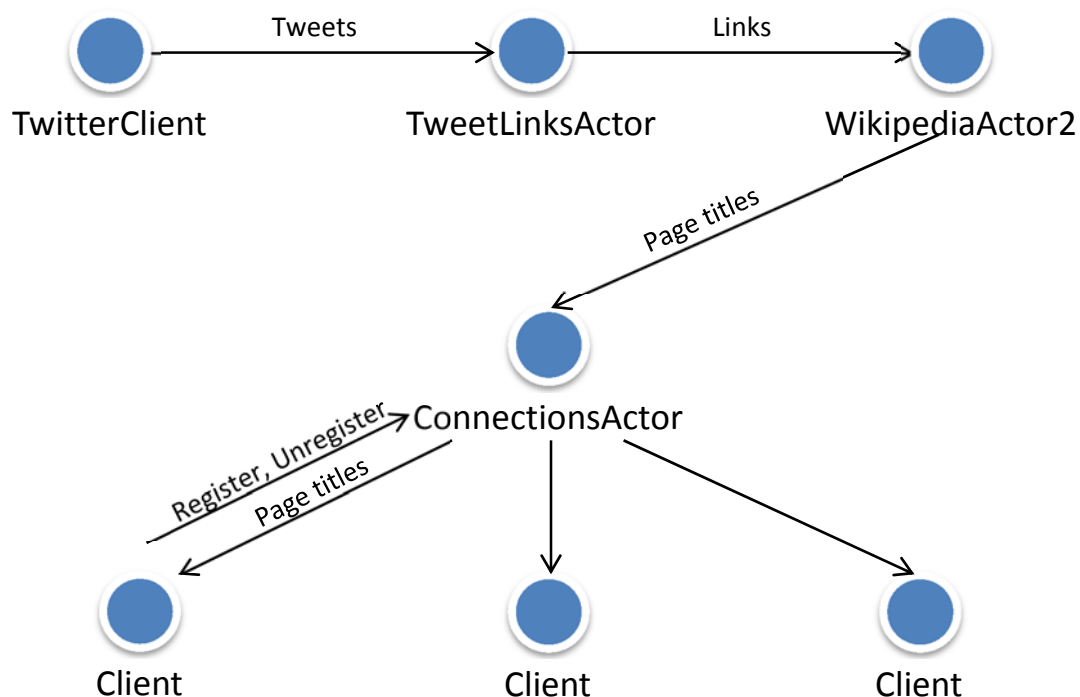 Tweets
Links
TwitterClient
TweetLinksActor
WikipediaActor2
Page titles
ConnectionsActor
Register, Unregister
Page titles
Client
Client
Client